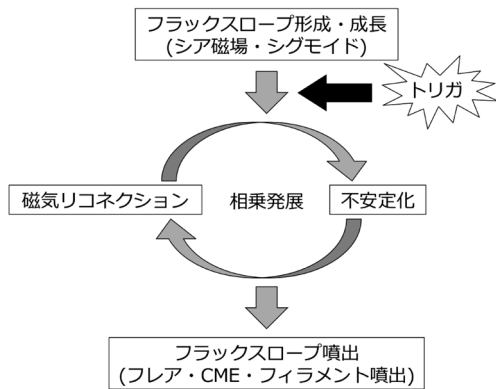 フラックスロープ形成・成長
(シア磁場・シグモイド)
トリガ
磁気リコネクション
相乗発展
不安定化
フラックスロープ噴出
(フレア・CME・フィラメント噴出)